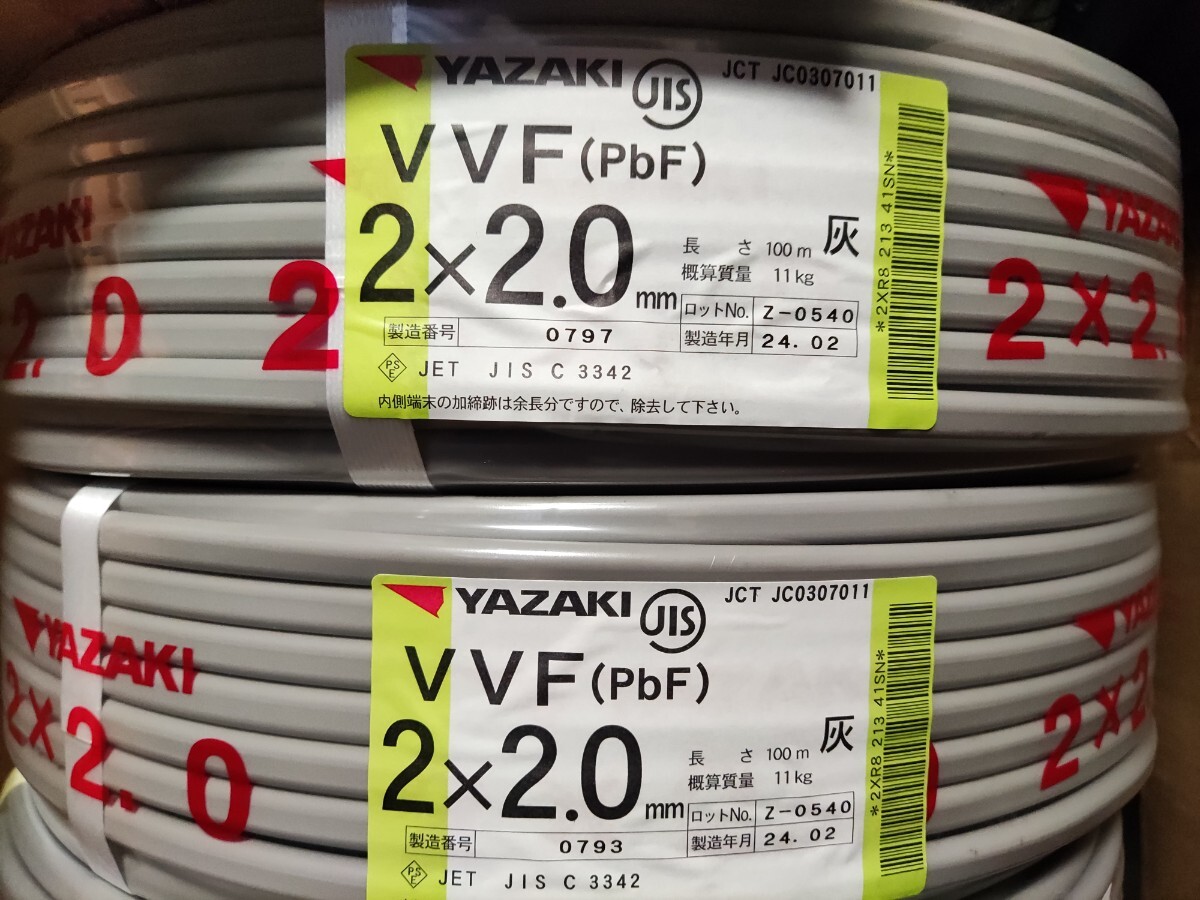 YAZAKI JIS JCT JC0307011
VVF(PbF)
2×2.0mm 灰
長さ 100m
概算質量 11kg
ロットNo. Z-0540
製造番号 0797 製造年月 24.02
PSE JET JIS C 3342
内側端末の加締跡は余長分ですので、除去して下さい。
*2XR8 213 41SN*
YAZAKI
2.0 2
YAZAKI
2×2.
YAZAKI JIS JCT JC0307011
VVF(PbF)
2×2.0mm 灰
長さ 100m
概算質量 11kg
ロットNo. Z-0540
製造番号 0793 製造年月 24.02
PSE JET JIS C 3342
*2XR8 213 41SN*
YAZAKI
2×2.0
YAZAKI
2×2.